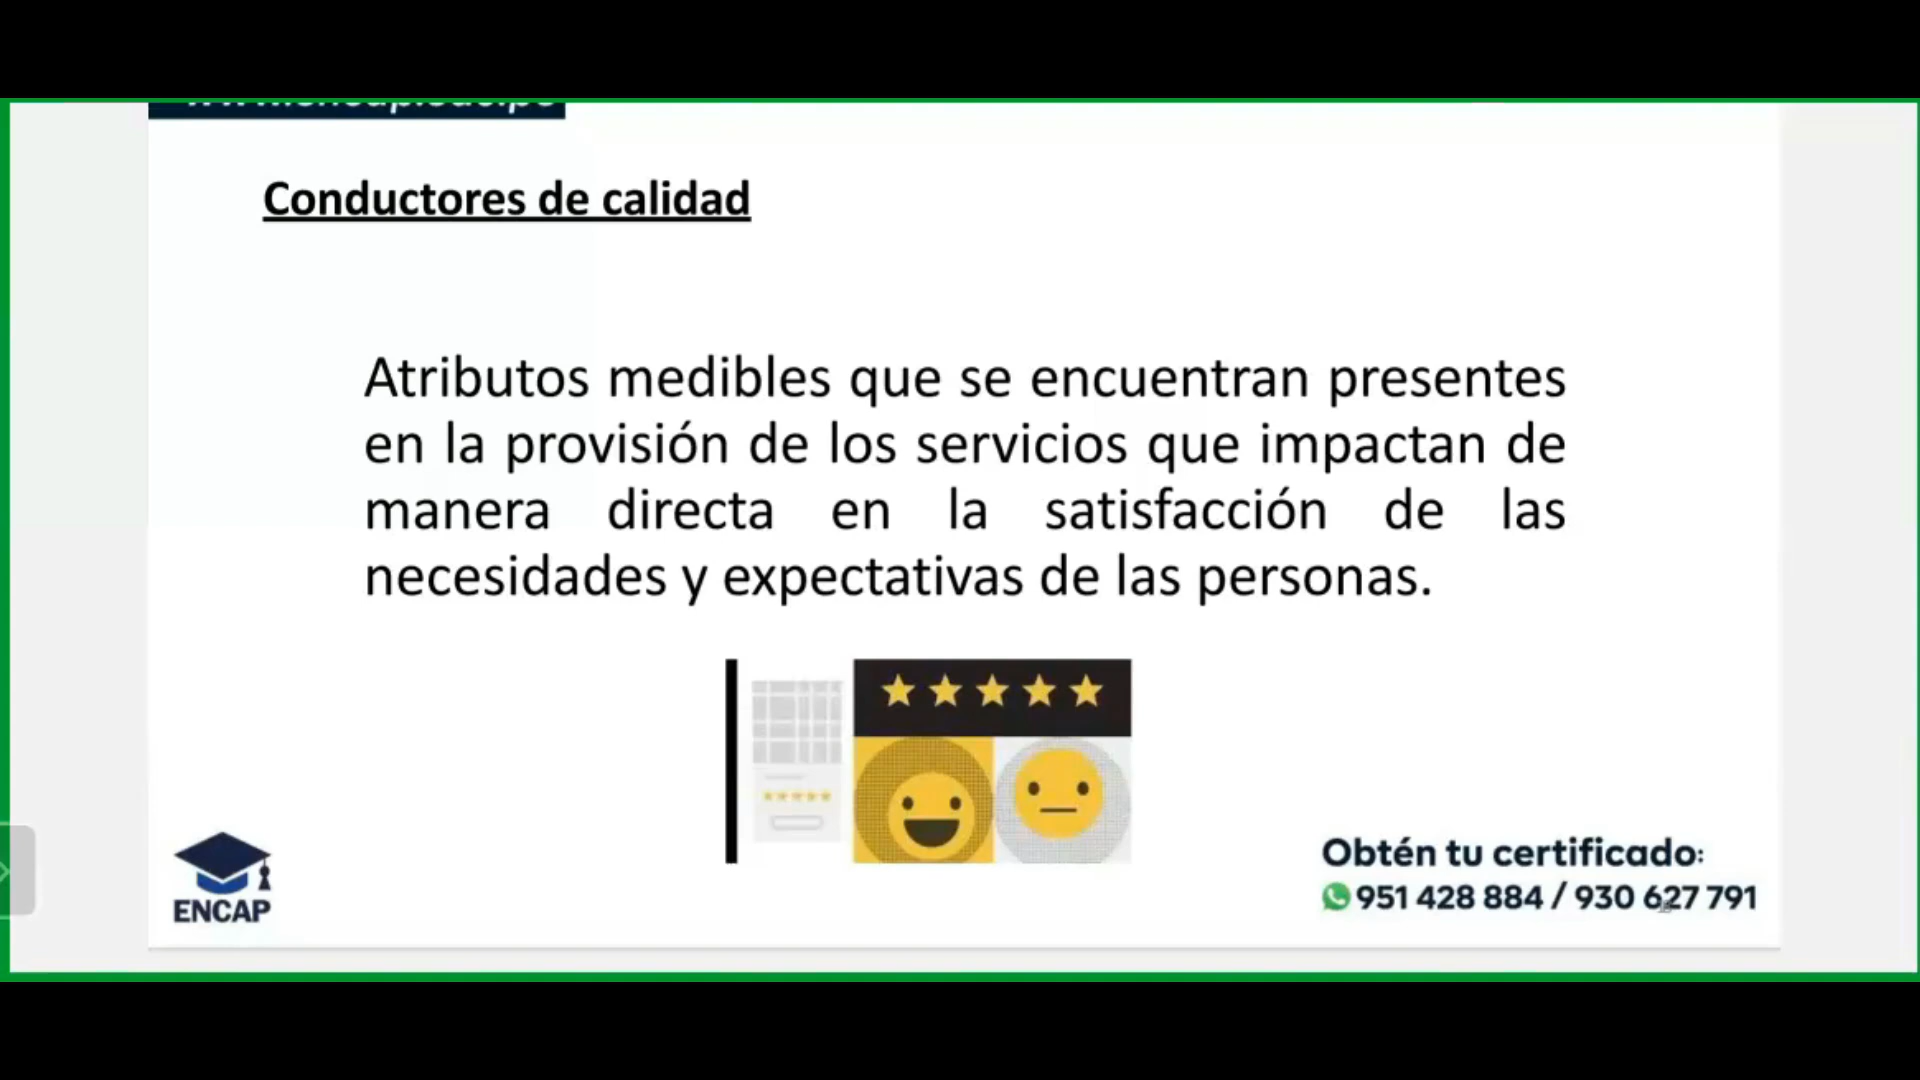 Conductores de calidad
Atributos medibles que se encuentran presentes
en la provisión de los servicios que impactan de
manera directa en la satisfacción de las
necesidades y expectativas de las personas.
ENCAP
Obtén tu certificado:
951 428 884 / 930 627 791